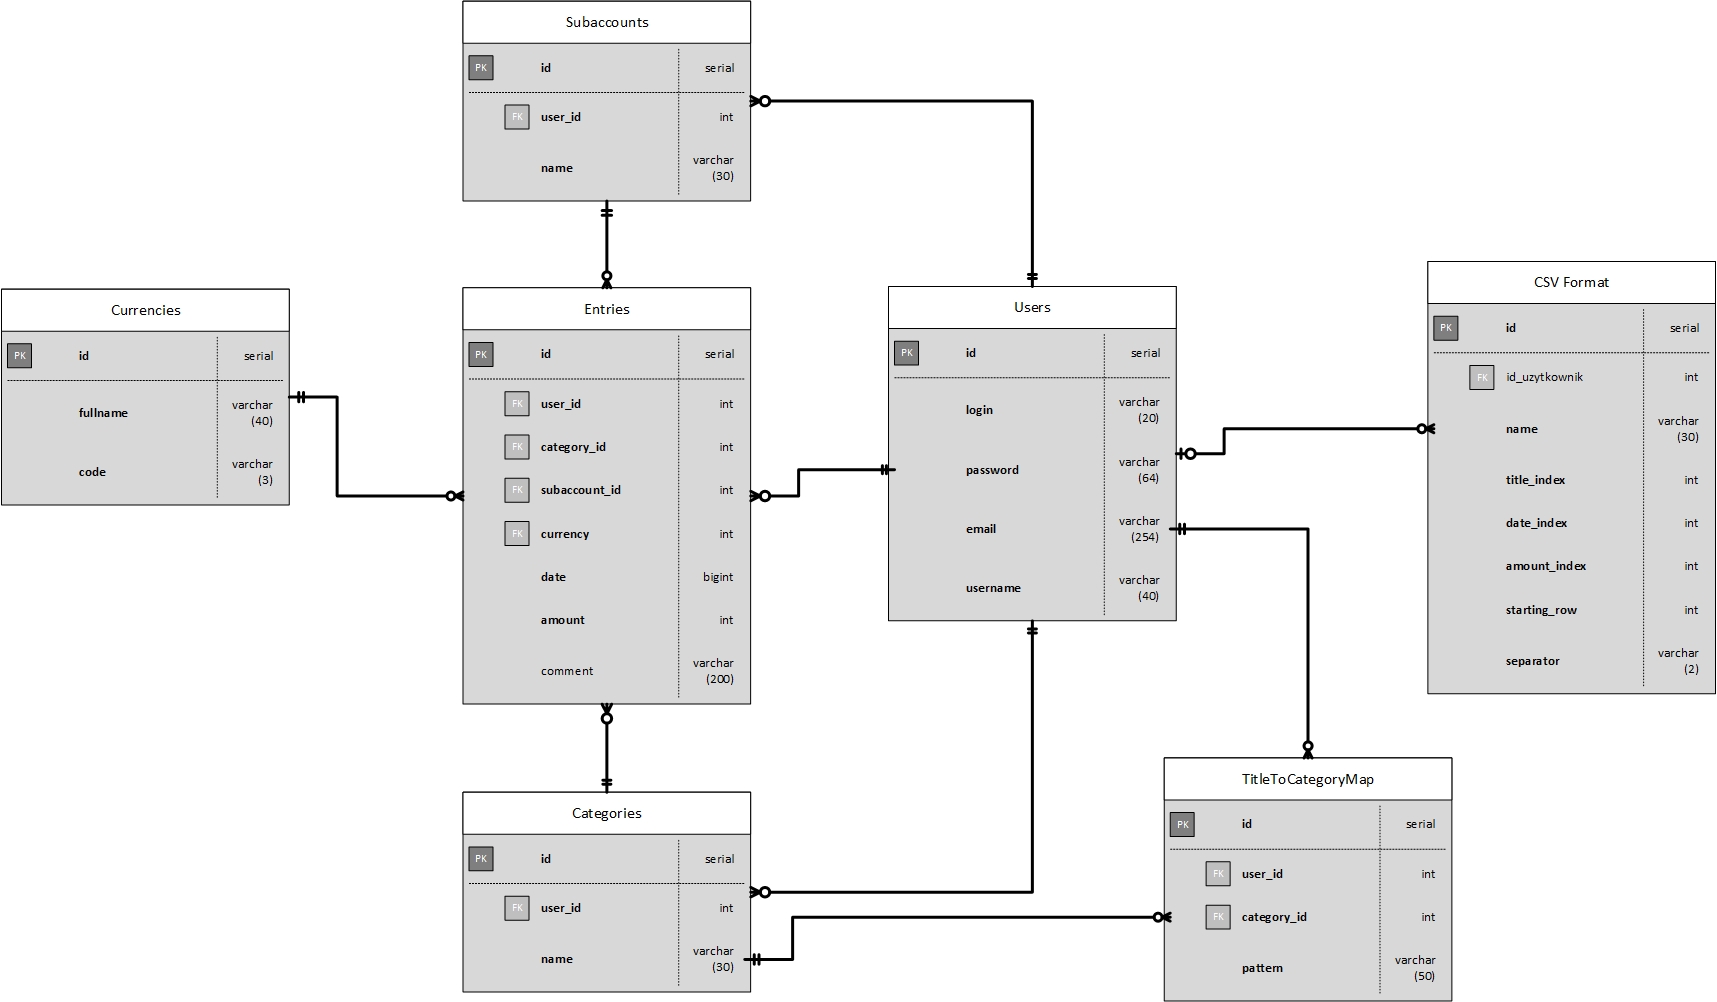 Subaccounts
PK id serial
FK user_id int
name varchar
(30)
Currencies
PK id serial
fullname varchar
(40)
code varchar
(3)
Entries
PK id serial
FK user_id int
FK category_id int
FK subaccount_id int
FK currency int
date bigint
amount int
comment varchar
(200)
Users
PK id serial
login varchar
(20)
password varchar
(64)
email varchar
(254)
username varchar
(40)
CSV Format
PK id serial
FK id_uzytkownik int
name varchar
(30)
title_index int
date_index int
amount_index int
starting_row int
separator varchar
(2)
Categories
PK id serial
FK user_id int
name varchar
(30)
TitleToCategoryMap
PK id serial
FK user_id int
FK category_id int
pattern varchar
(50)